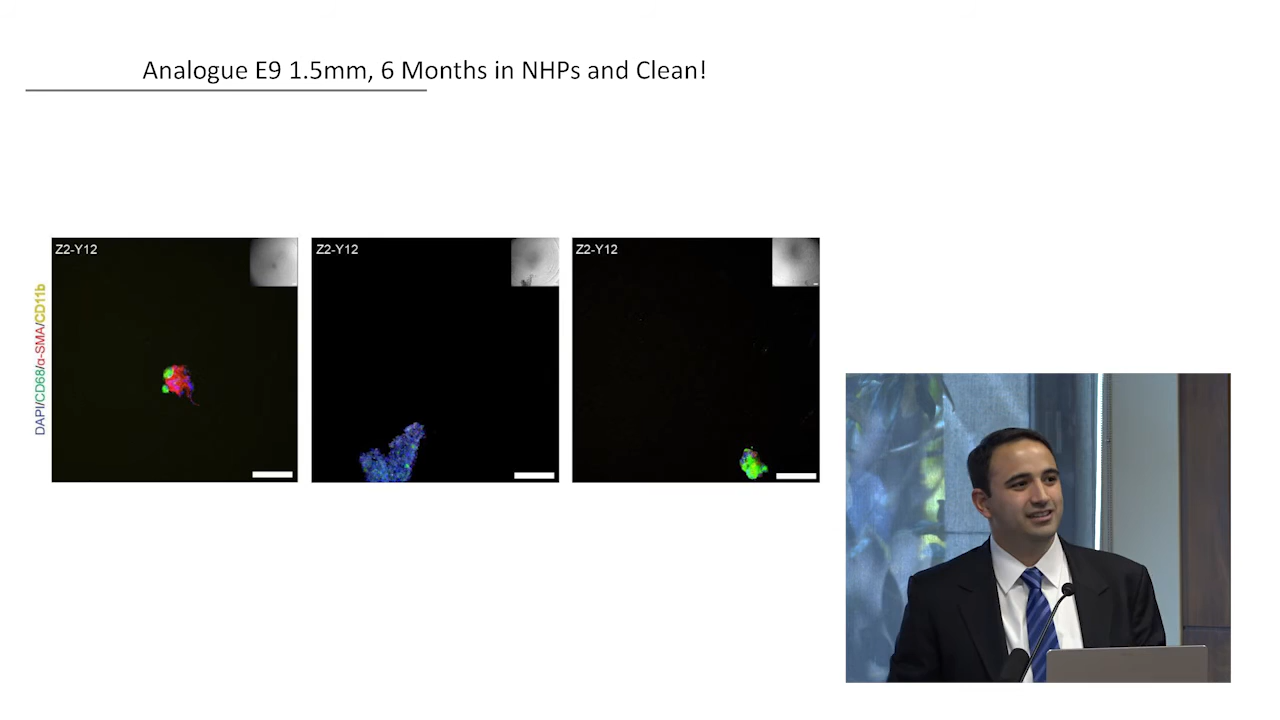 Analogue E9 1.5mm, 6 Months in NHPs and Clean!
DAPI/CD68/α-SMA/CD11b
Z2-Y12
Z2-Y12
Z2-Y12